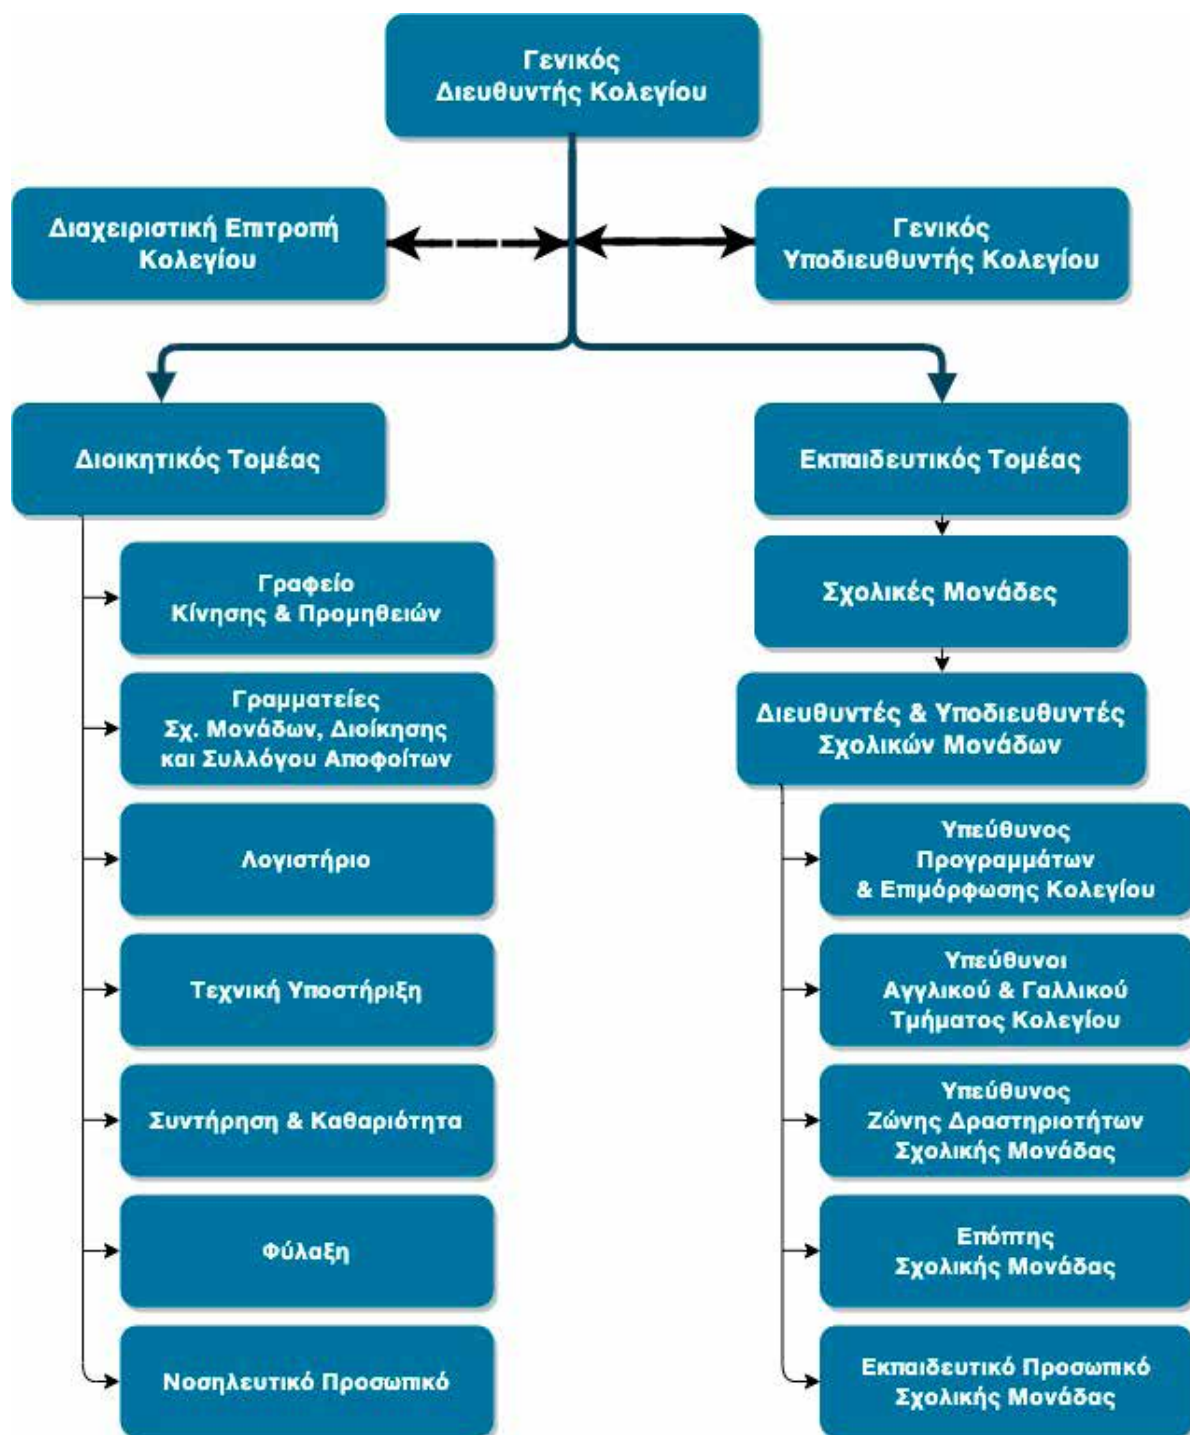 Γενικός
Διευθυντής Κολεγίου
Διαχειριστική Επιτροπή
Κολεγίου
Γενικός
Υποδιευθυντής Κολεγίου
Διοικητικός Τομέας
Γραφείο
Κίνησης & Προμηθειών
Γραμματείες
Σχ. Μονάδων, Διοίκησης
και Συλλόγου Αποφοίτων
Λογιστήριο
Τεχνική Υποστήριξη
Συντήρηση & Καθαριότητα
Φύλαξη
Νοσηλευτικό Προσωπικό
Εκπαιδευτικός Τομέας
Σχολικές Μονάδες
Διευθυντές & Υποδιευθυντές
Σχολικών Μονάδων
Υπεύθυνος
Προγραμμάτων
& Επιμόρφωσης Κολεγίου
Υπεύθυνοι
Αγγλικού & Γαλλικού
Τμήματος Κολεγίου
Υπεύθυνος
Ζώνης Δραστηριοτήτων
Σχολικής Μονάδας
Επόπτης
Σχολικής Μονάδας
Εκπαιδευτικό Προσωπικό
Σχολικής Μονάδας